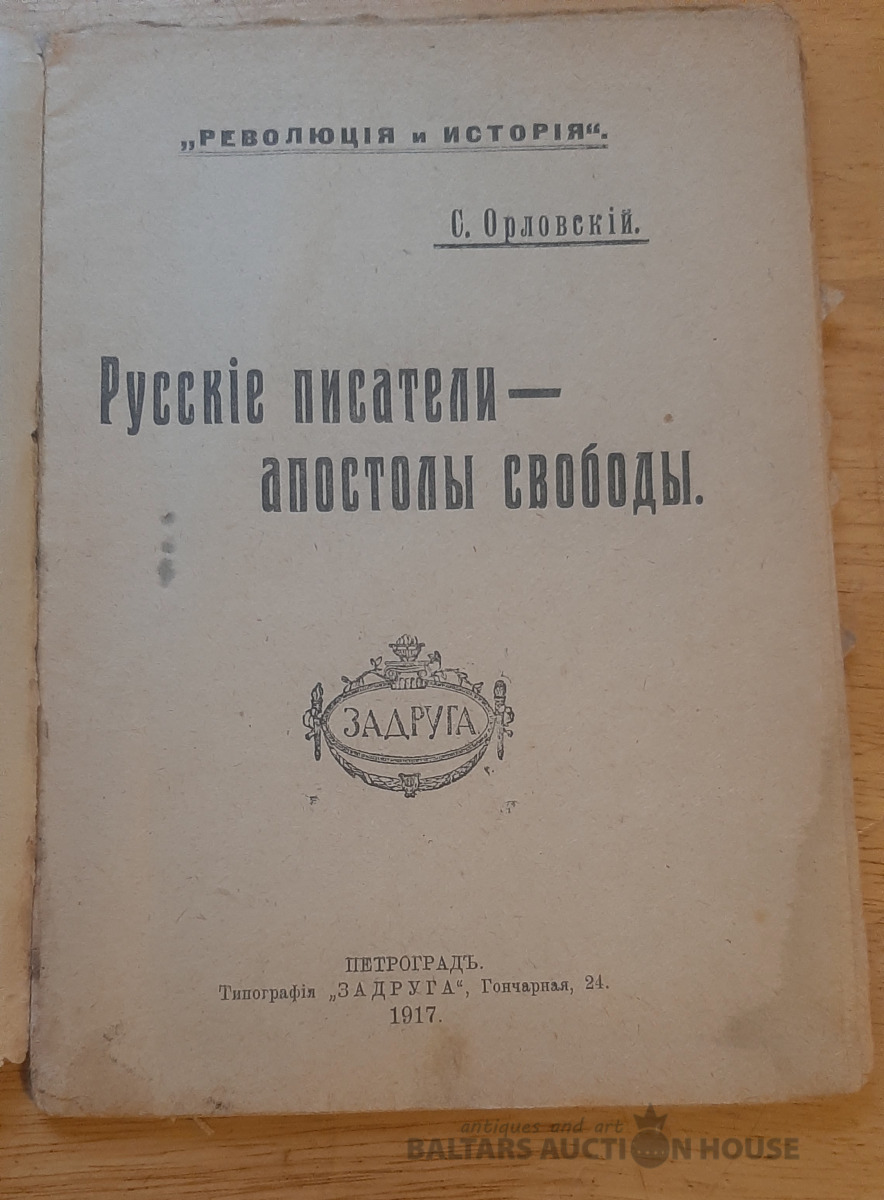 „РЕВОЛЮЦІЯ и ИСТОРІЯ“.
С. Орловскій.
Русскіе писатели —
апостолы свободы.
ЗАДРУГА
ПЕТРОГРАДЪ.
Типографія „ЗАДРУГА“, Гончарная, 24.
1917.
antiques and art
BALTARS AUCTION HOUSE